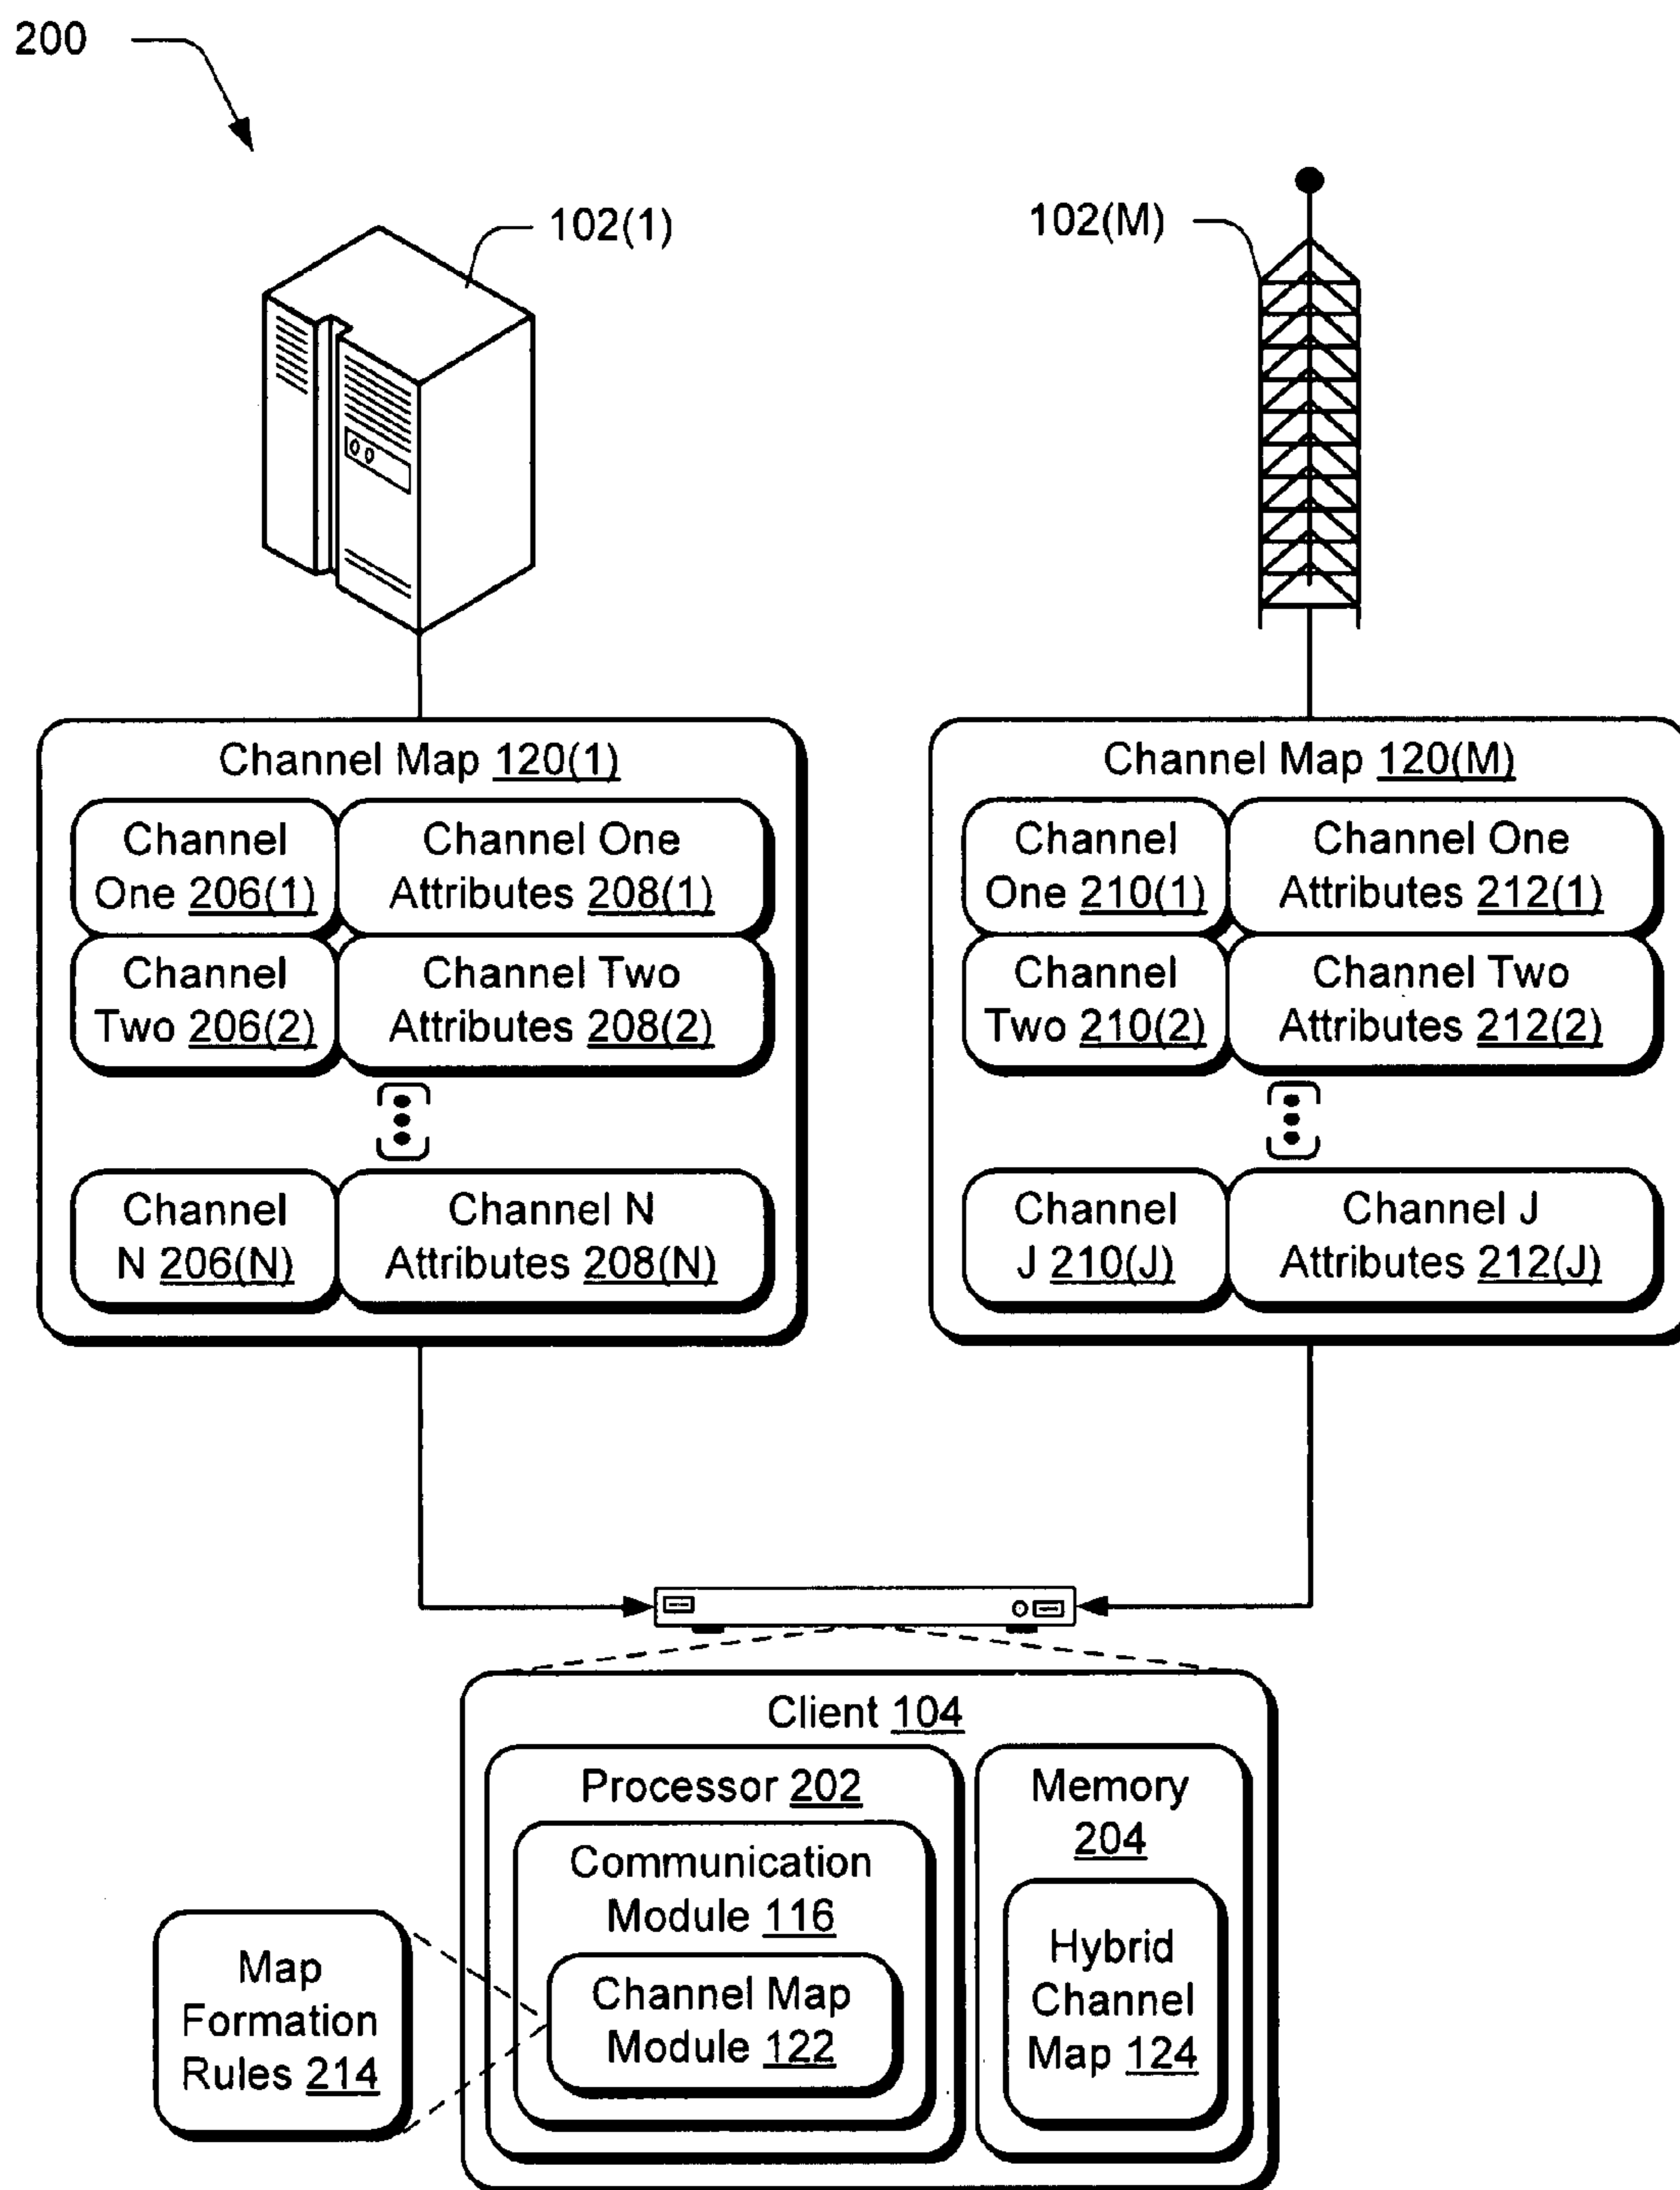 200
102(1)
102(M)
Channel Map 120(1)
Channel
One 206(1)
Channel One
Attributes 208(1)
Channel
Two 206(2)
Channel Two
Attributes 208(2)
Channel
N 206(N)
Channel N
Attributes 208(N)
Channel Map 120(M)
Channel
One 210(1)
Channel One
Attributes 212(1)
Channel
Two 210(2)
Channel Two
Attributes 212(2)
Channel
J 210(J)
Channel J
Attributes 212(J)
Client 104
Processor 202
Communication
Module 116
Channel Map
Module 122
Memory
204
Hybrid
Channel
Map 124
Map
Formation
Rules 214